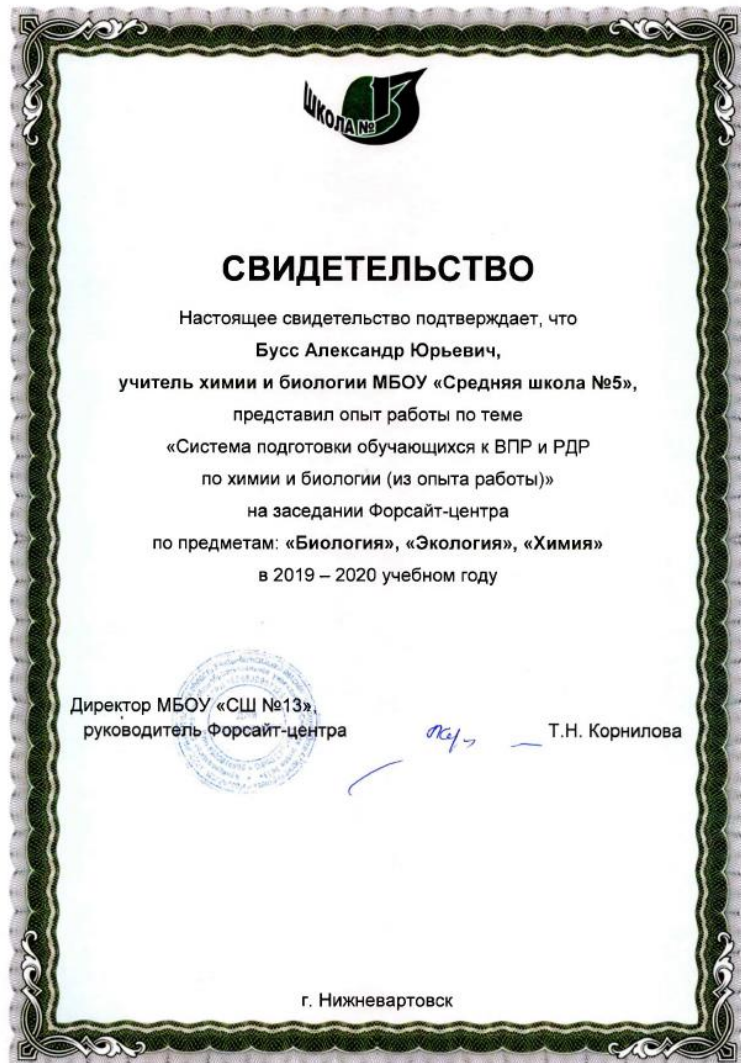 ШКОЛА № 13
СВИДЕТЕЛЬСТВО
Настоящее свидетельство подтверждает, что
Бусс Александр Юрьевич,
учитель химии и биологии МБОУ «Средняя школа №5»,
представил опыт работы по теме
«Система подготовки обучающихся к ВПР и РДР
по химии и биологии (из опыта работы)»
на заседании Форсайт-центра
по предметам: «Биология», «Экология», «Химия»
в 2019 – 2020 учебном году
Директор МБОУ «СШ №13»,
руководитель Форсайт-центра
Т.Н. Корнилова
г. Нижневартовск